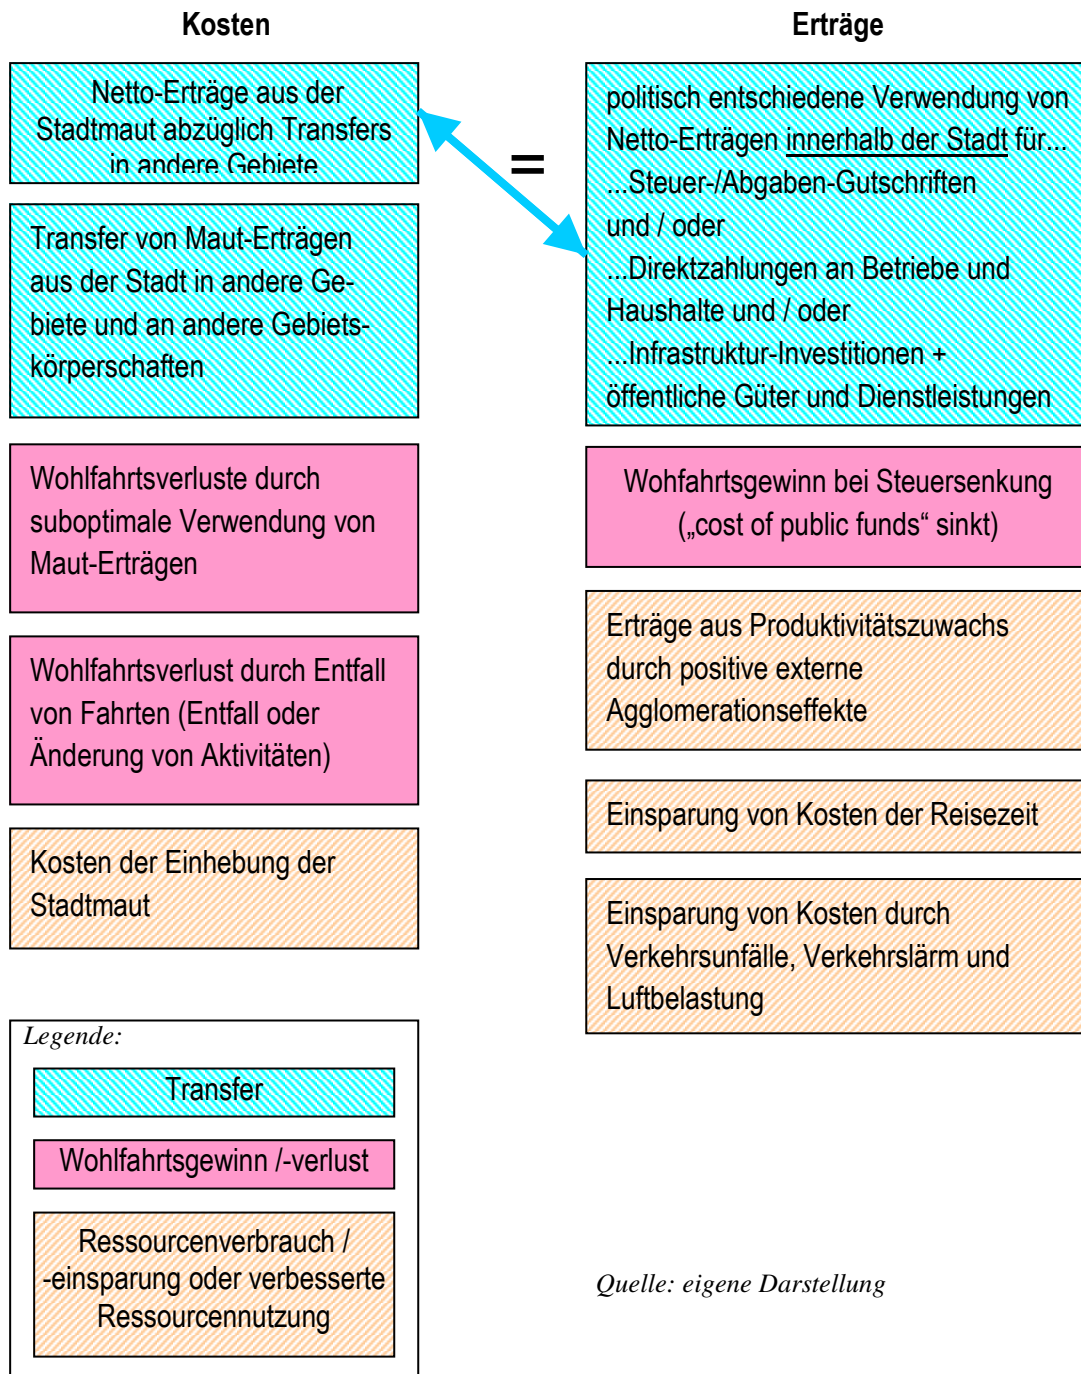 Kosten
Netto-Erträge aus der
Stadtmaut abzüglich Transfers
in andere Gebiete
Transfer von Maut-Erträgen
aus der Stadt in andere Ge-
biete und an andere Gebiets-
körperschaften
Wohlfahrtsverluste durch
suboptimale Verwendung von
Maut-Erträgen
Wohlfahrtsverlust durch Entfall
von Fahrten (Entfall oder
Änderung von Aktivitäten)
Kosten der Einhebung der
Stadtmaut
=
Erträge
politisch entschiedene Verwendung von
Netto-Erträgen innerhalb der Stadt für...
...Steuer-/Abgaben-Gutschriften
und / oder
...Direktzahlungen an Betriebe und
Haushalte und / oder
...Infrastruktur-Investitionen +
öffentliche Güter und Dienstleistungen
Wohfahrtsgewinn bei Steuersenkung
(„cost of public funds“ sinkt)
Erträge aus Produktivitätszuwachs
durch positive externe
Agglomerationseffekte
Einsparung von Kosten der Reisezeit
Einsparung von Kosten durch
Verkehrsunfälle, Verkehrslärm und
Luftbelastung
Legende:
Transfer
Wohlfahrtsgewinn /-verlust
Ressourcenverbrauch /
-einsparung oder verbesserte
Ressourcennutzung
Quelle: eigene Darstellung